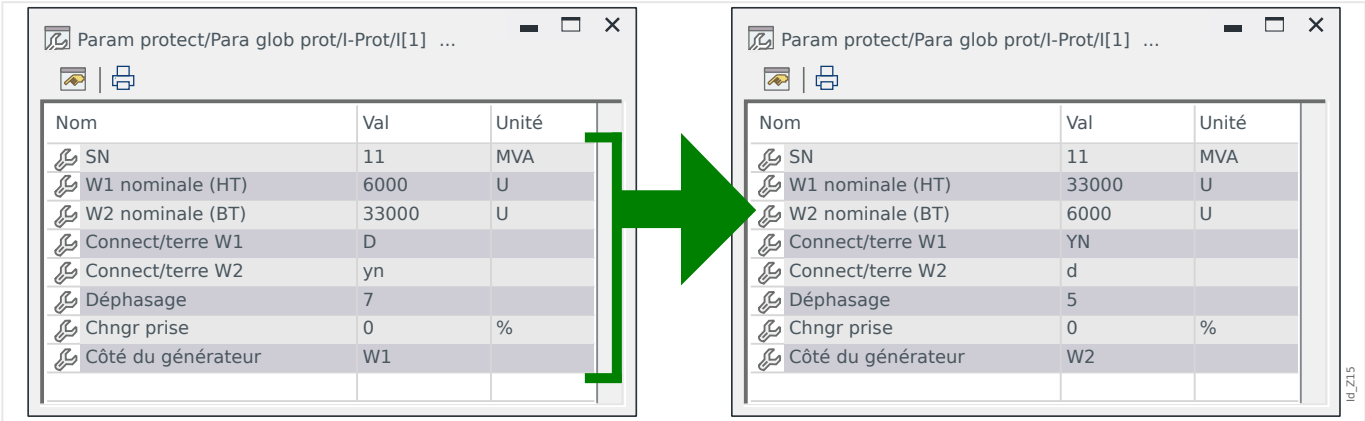 Param protect/Para glob prot/I-Prot/I[1] ...
Nom Val Unité
SN 11 MVA
W1 nominale (HT) 6000 U
W2 nominale (BT) 33000 U
Connect/terre W1 D
Connect/terre W2 yn
Déphasage 7
Chngr prise 0 %
Côté du générateur W1
Param protect/Para glob prot/I-Prot/I[1] ...
Nom Val Unité
SN 11 MVA
W1 nominale (HT) 33000 U
W2 nominale (BT) 6000 U
Connect/terre W1 YN
Connect/terre W2 d
Déphasage 5
Chngr prise 0 %
Côté du générateur W2
Id_Z15